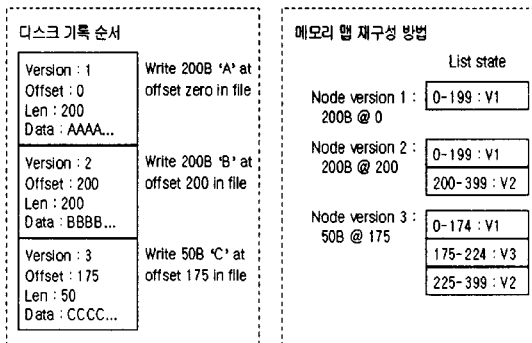 디스크 기록 순서
Version : 1
Offset : 0
Len : 200
Data : AAAA...
Write 200B 'A' at
offset zero in file
Version : 2
Offset : 200
Len : 200
Data : BBBB...
Write 200B 'B' at
offset 200 in file
Version : 3
Offset : 175
Len : 50
Data : CCCC...
Write 50B 'C' at
offset 175 in file
메모리 맵 재구성 방법
List state
Node version 1 :
200B @ 0
0-199 : V1
Node version 2 :
200B @ 200
0-199 : V1
200-399 : V2
Node version 3 :
50B @ 175
0-174 : V1
175-224 : V3
225-399 : V2